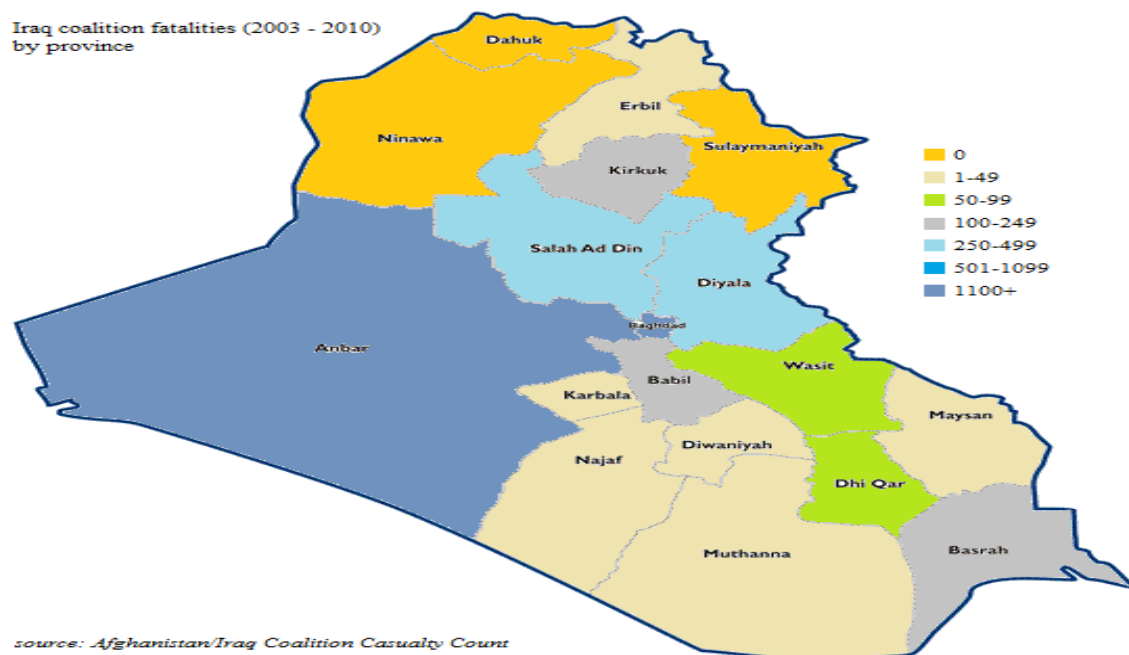 Iraq coalition fatalities (2003 - 2010)
by province
Dahuk
Erbil
Ninawa
Sulaymaniyah
Kirkuk
0
1-49
50-99
100-249
250-499
501-1099
1100+
Salah Ad Din
Diyala
Baghdad
Anbar
Wasit
Babil
Karbala
Maysan
Diwaniyah
Najaf
Dhi Qar
Muthanna
Basrah
source: Afghanistan/Iraq Coalition Casualty Count